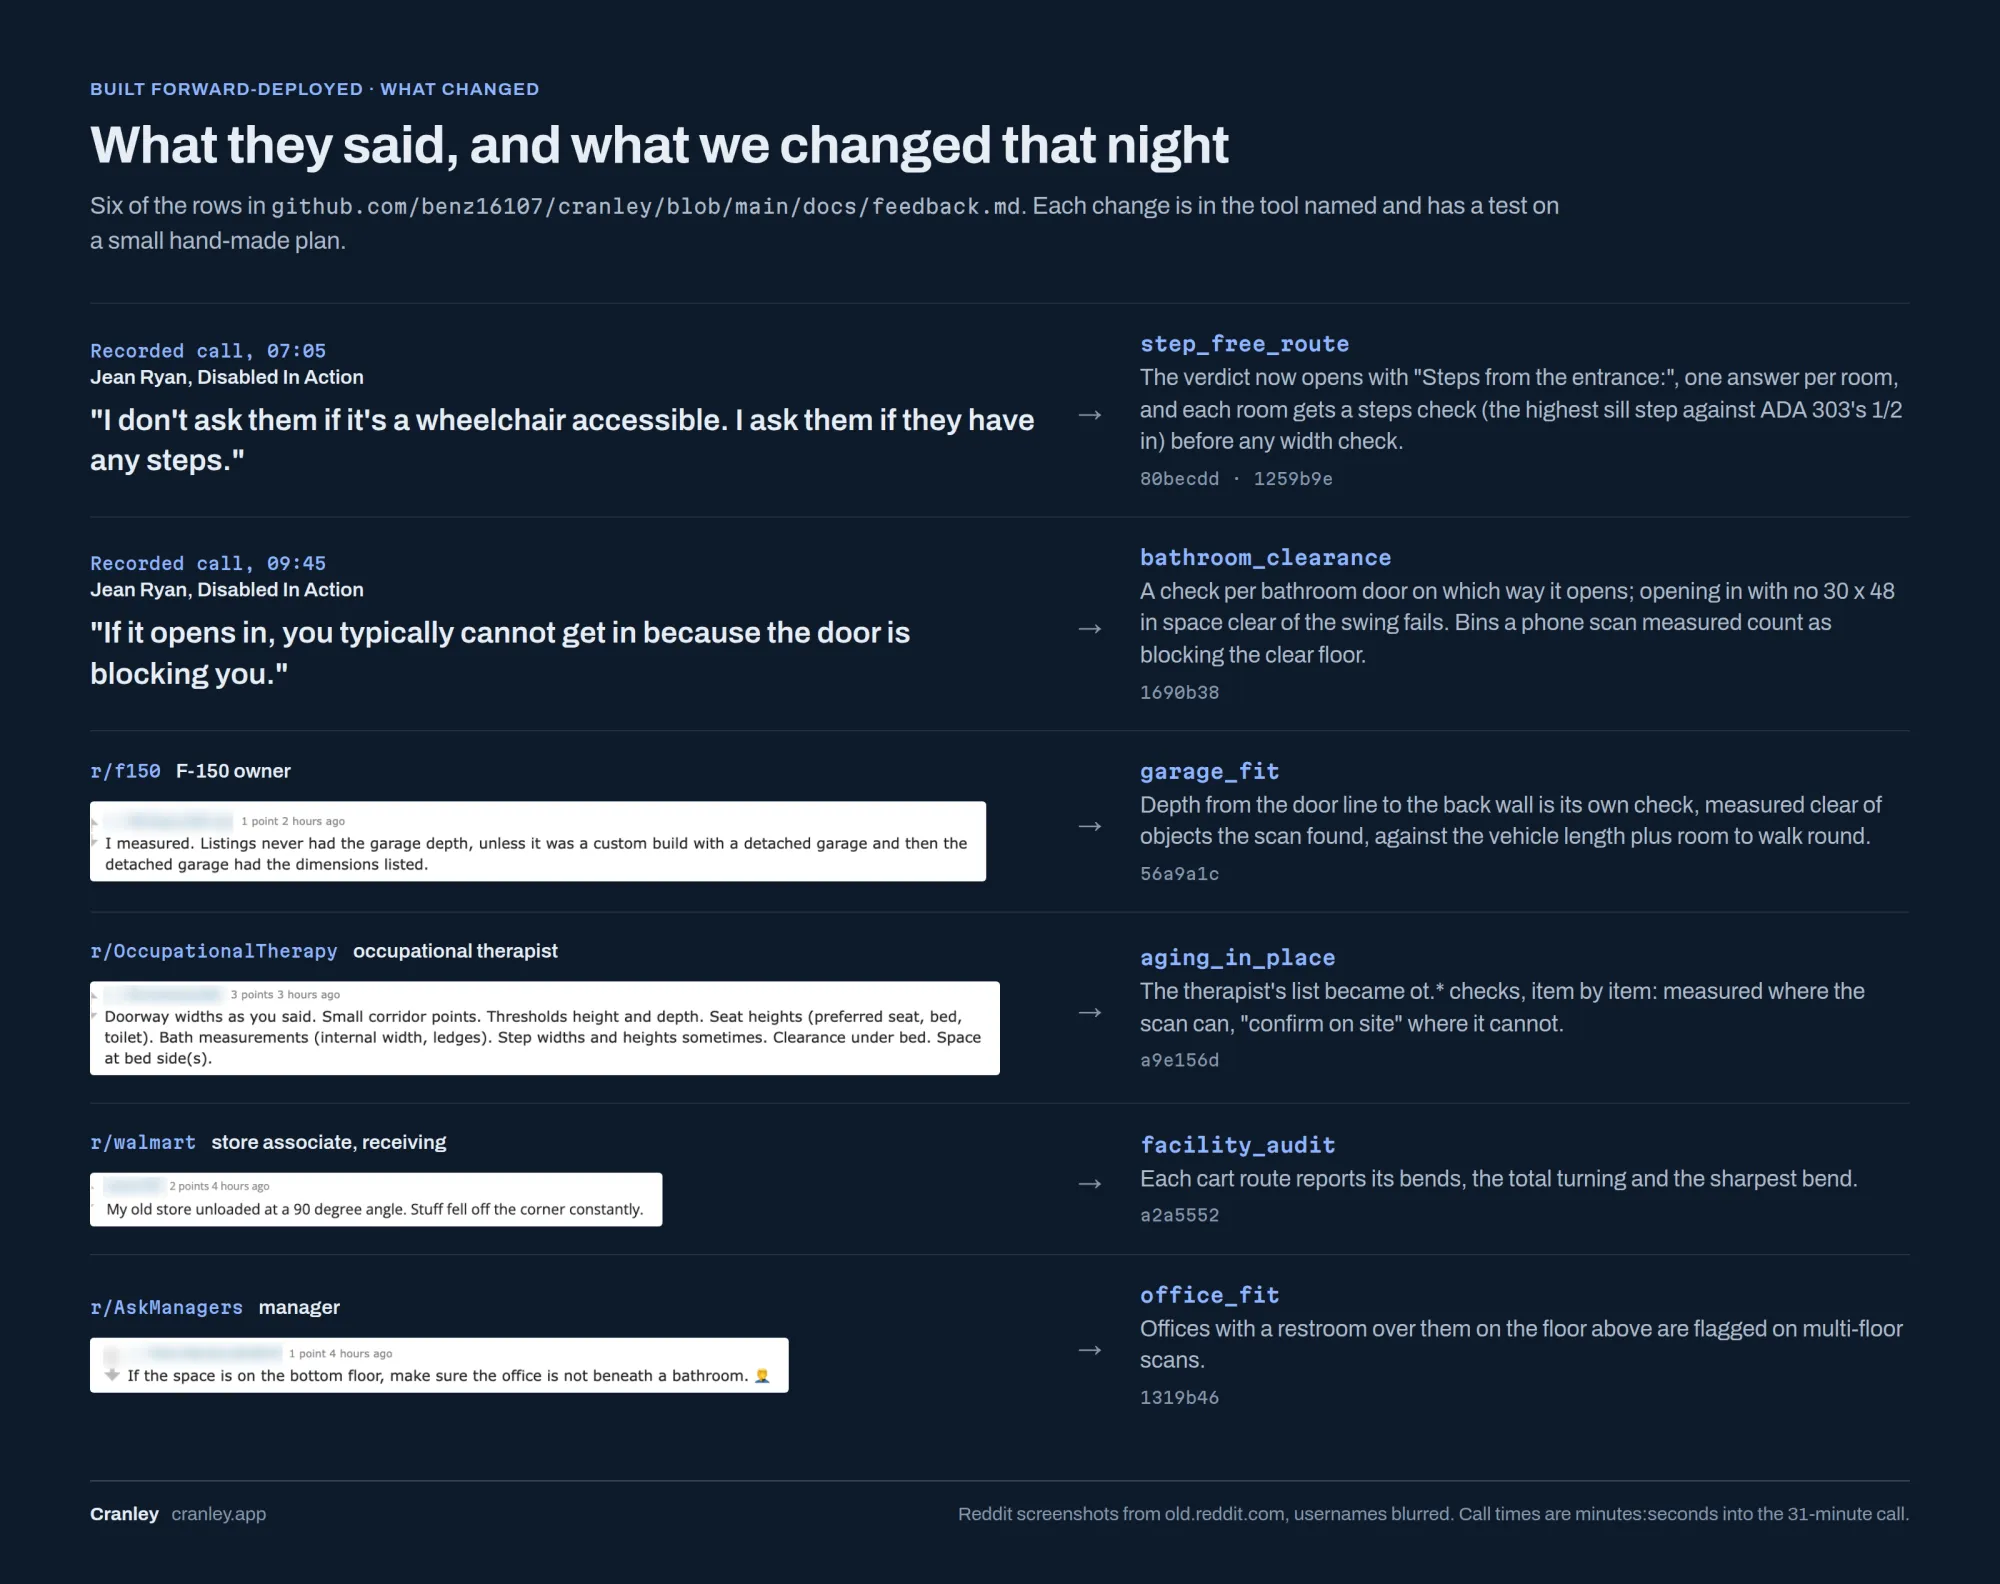 BUILT FORWARD-DEPLOYED · WHAT CHANGED
What they said, and what we changed that night
Six of the rows in github.com/benz16107/cranley/blob/main/docs/feedback.md. Each change is in the tool named and has a test on
a small hand-made plan.
Recorded call, 07:05
Jean Ryan, Disabled In Action
"I don't ask them if it's a wheelchair accessible. I ask them if they have
any steps."
→
step_free_route
The verdict now opens with "Steps from the entrance:", one answer per room,
and each room gets a steps check (the highest sill step against ADA 303's 1/2
in) before any width check.
80becdd · 1259b9e
Recorded call, 09:45
Jean Ryan, Disabled In Action
"If it opens in, you typically cannot get in because the door is
blocking you."
→
bathroom_clearance
A check per bathroom door on which way it opens; opening in with no 30 x 48
in space clear of the swing fails. Bins a phone scan measured count as
blocking the clear floor.
1690b38
r/f150 F-150 owner
1 point 2 hours ago
I measured. Listings never had the garage depth, unless it was a custom build with a detached garage and then the
detached garage had the dimensions listed.
→
garage_fit
Depth from the door line to the back wall is its own check, measured clear of
objects the scan found, against the vehicle length plus room to walk round.
56a9a1c
r/OccupationalTherapy occupational therapist
3 points 3 hours ago
Doorway widths as you said. Small corridor points. Thresholds height and depth. Seat heights (preferred seat, bed,
toilet). Bath measurements (internal width, ledges). Step widths and heights sometimes. Clearance under bed. Space
at bed side(s).
→
aging_in_place
The therapist's list became ot.* checks, item by item: measured where the
scan can, "confirm on site" where it cannot.
a9e156d
r/walmart store associate, receiving
2 points 4 hours ago
My old store unloaded at a 90 degree angle. Stuff fell off the corner constantly.
→
facility_audit
Each cart route reports its bends, the total turning and the sharpest bend.
a2a5552
r/AskManagers manager
1 point 4 hours ago
If the space is on the bottom floor, make sure the office is not beneath a bathroom. 🤦
→
office_fit
Offices with a restroom over them on the floor above are flagged on multi-floor
scans.
1319b46
Cranley cranley.app
Reddit screenshots from old.reddit.com, usernames blurred. Call times are minutes:seconds into the 31-minute call.